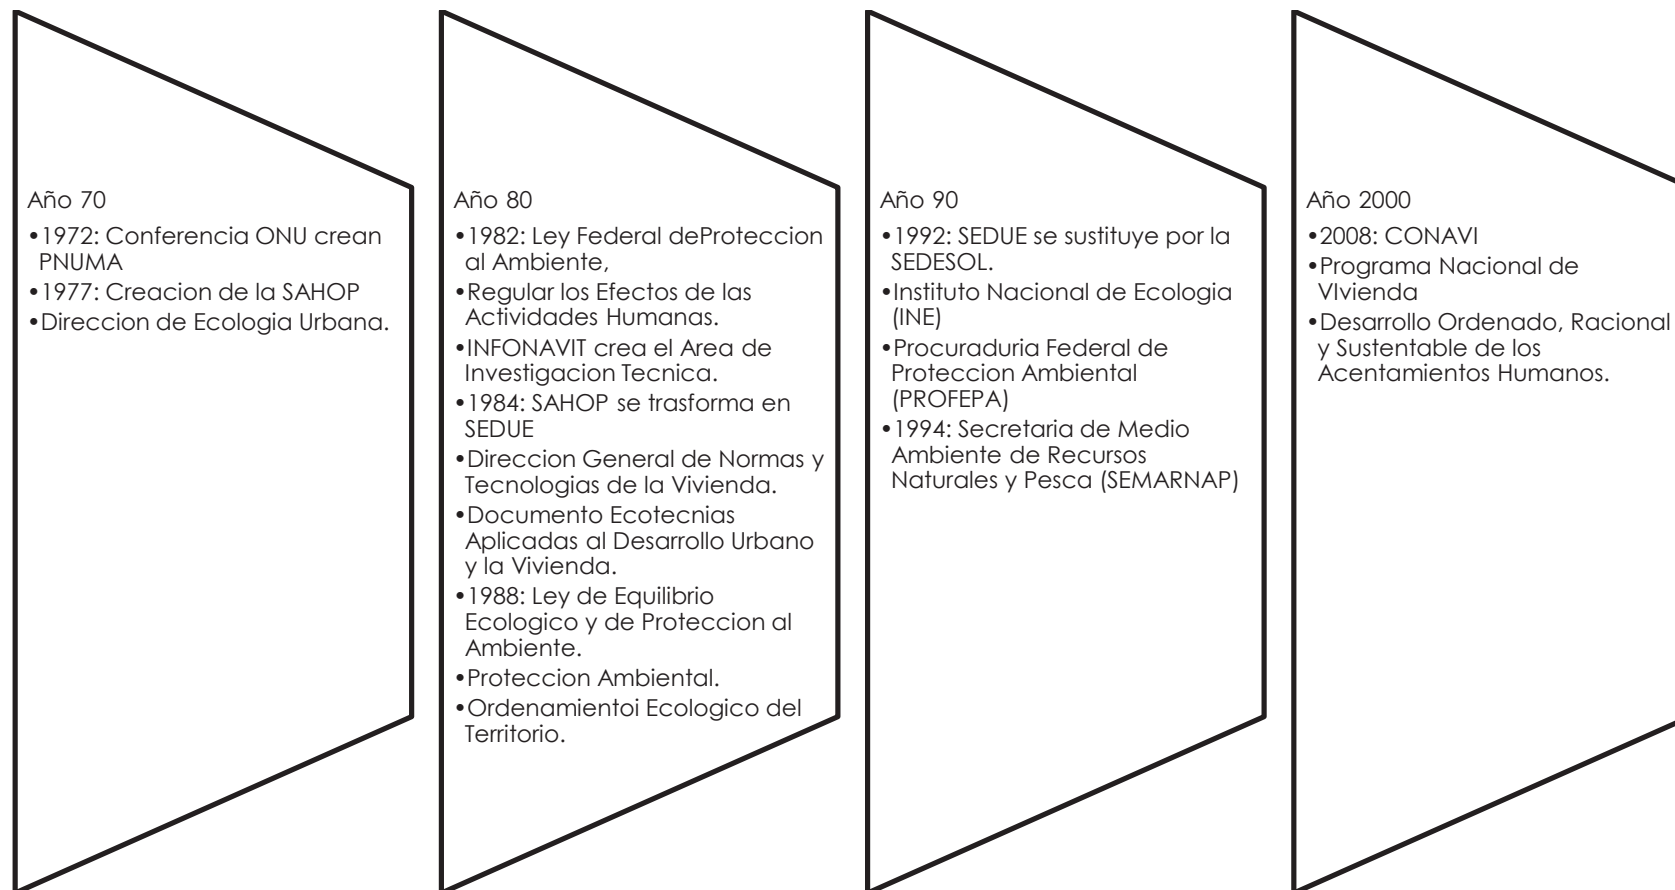 Año 70
•1972: Conferencia ONU crean
PNUMA
•1977: Creacion de la SAHOP
•Direccion de Ecologia Urbana.
Año 80
•1982: Ley Federal deProteccion
al Ambiente,
•Regular los Efectos de las
Actividades Humanas.
•INFONAVIT crea el Area de
Investigacion Tecnica.
•1984: SAHOP se trasforma en
SEDUE
•Direccion General de Normas y
Tecnologias de la Vivienda.
•Documento Ecotecnias
Aplicadas al Desarrollo Urbano
y la Vivienda.
•1988: Ley de Equilibrio
Ecologico y de Proteccion al
Ambiente.
•Proteccion Ambiental.
•Ordenamientoi Ecologico del
Territorio.
Año 90
•1992: SEDUE se sustituye por la
SEDESOL.
•Instituto Nacional de Ecologia
(INE)
•Procuraduria Federal de
Proteccion Ambiental
(PROFEPA)
•1994: Secretaria de Medio
Ambiente de Recursos
Naturales y Pesca (SEMARNAP)
Año 2000
•2008: CONAVI
•Programa Nacional de
VIvienda
•Desarrollo Ordenado, Racional
y Sustentable de los
Acentamientos Humanos.